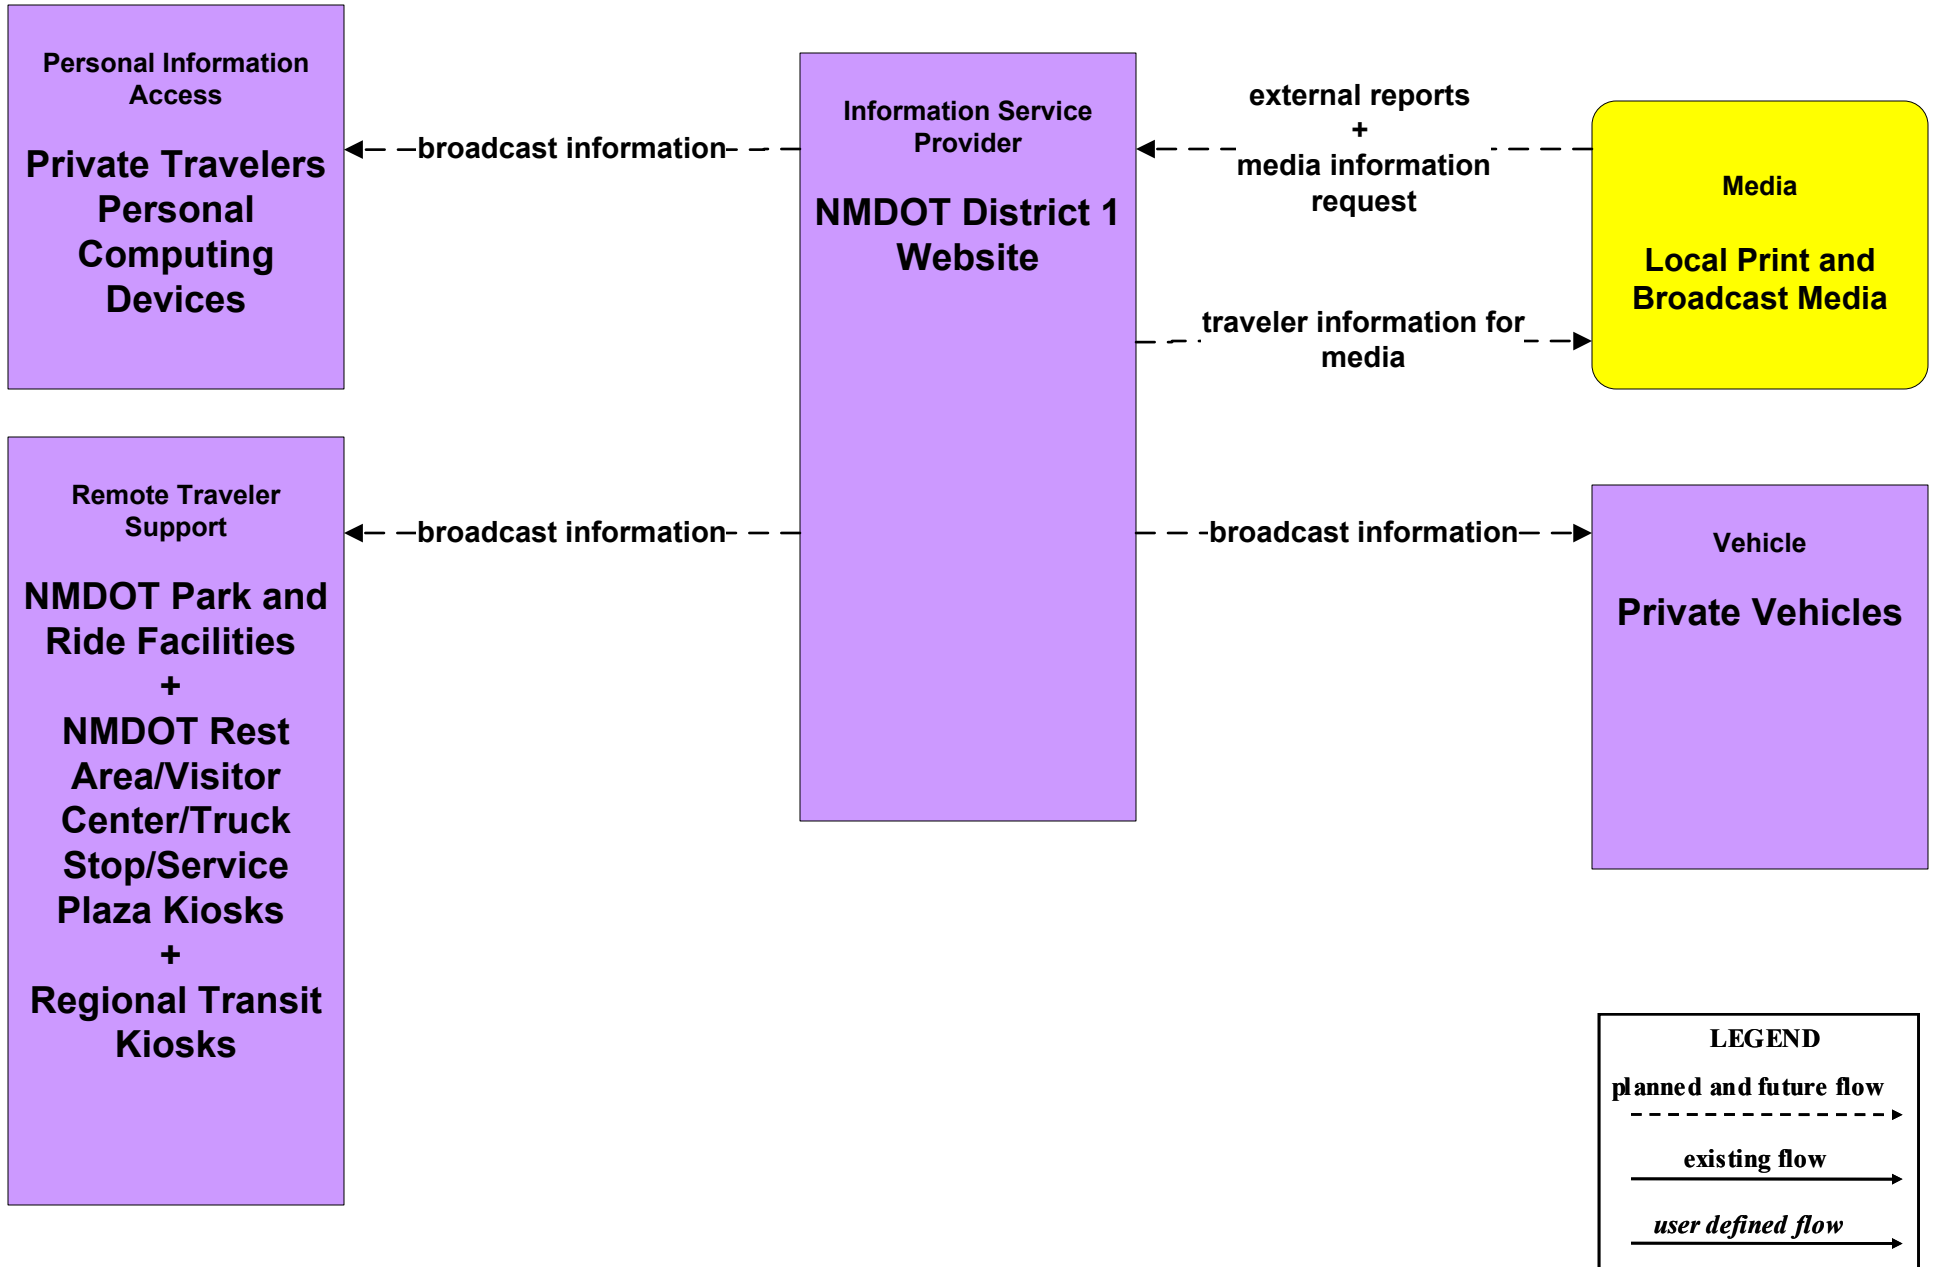 Personal Information
Access
Private Travelers
Personal
Computing
Devices
broadcast information
Information Service
Provider
NMDOT District 1
Website
external reports
+
media information
request
traveler information for
media
Media
Local Print and
Broadcast Media
Remote Traveler
Support
NMDOT Park and
Ride Facilities
+
NMDOT Rest
Area/Visitor
Center/Truck
Stop/Service
Plaza Kiosks
+
Regional Transit
Kiosks
broadcast information
broadcast information
Vehicle
Private Vehicles
LEGEND
planned and future flow
existing flow
user defined flow